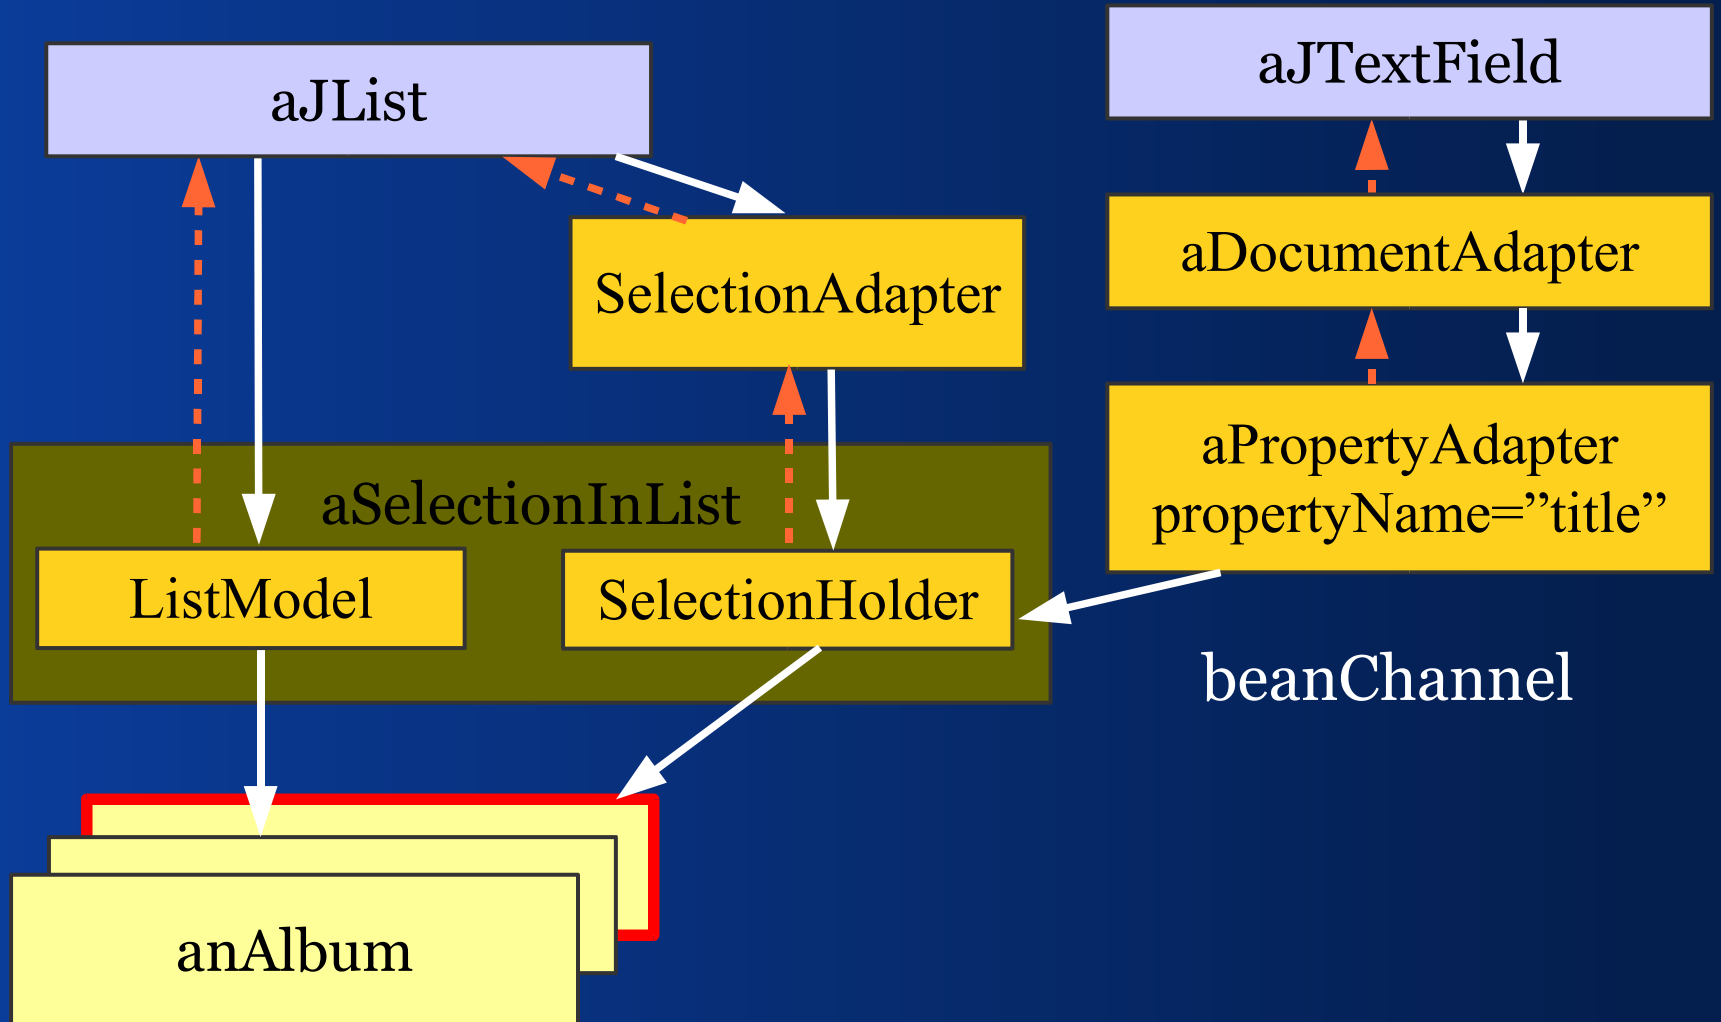 aJList
aJTextField
SelectionAdapter
aDocumentAdapter
aPropertyAdapter
propertyName=”title”
aSelectionInList
ListModel
SelectionHolder
beanChannel
anAlbum